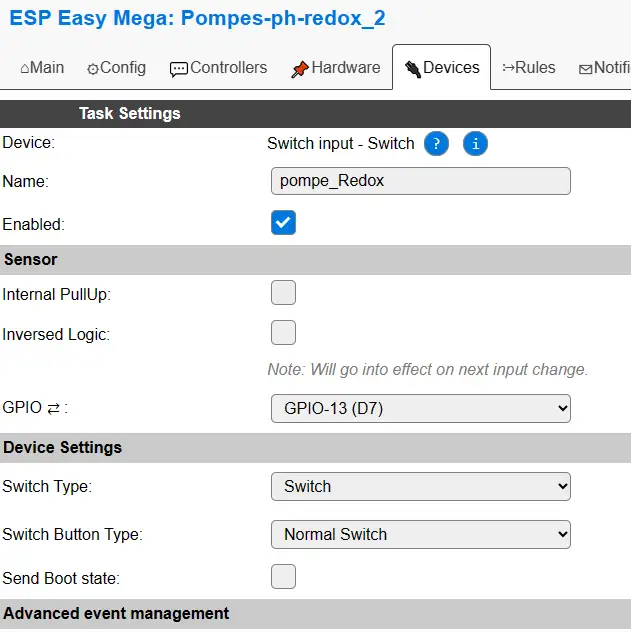 ESP Easy Mega: Pompes-ph-redox_2
⌂Main ⚙Config 💬Controllers 📌Hardware 🔌Devices ↣Rules ✉Notifi
Task Settings
Device: Switch input - Switch ? i
Name: pompe_Redox
Enabled:
Sensor
Internal PullUp:
Inversed Logic:
Note: Will go into effect on next input change.
GPIO ⇄ : GPIO-13 (D7)
Device Settings
Switch Type: Switch
Switch Button Type: Normal Switch
Send Boot state:
Advanced event management